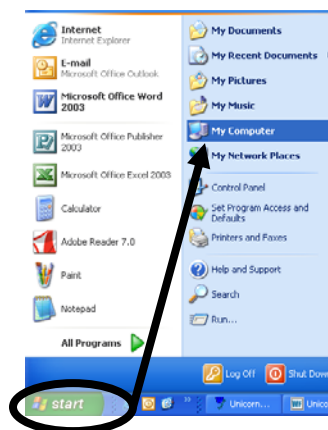 Internet
Internet Explorer
E-mail
Microsoft Office Outlook
Microsoft Office Word
2003
Microsoft Office Publisher
2003
Microsoft Office Excel 2003
Calculator
Adobe Reader 7.0
Paint
Notepad
All Programs
My Documents
My Recent Documents
My Pictures
My Music
My Computer
My Network Places
Control Panel
Set Program Access and
Defaults
Printers and Faxes
Help and Support
Search
Run...
Log Off
Shut Dow
start
»
Unicorn...
Unico